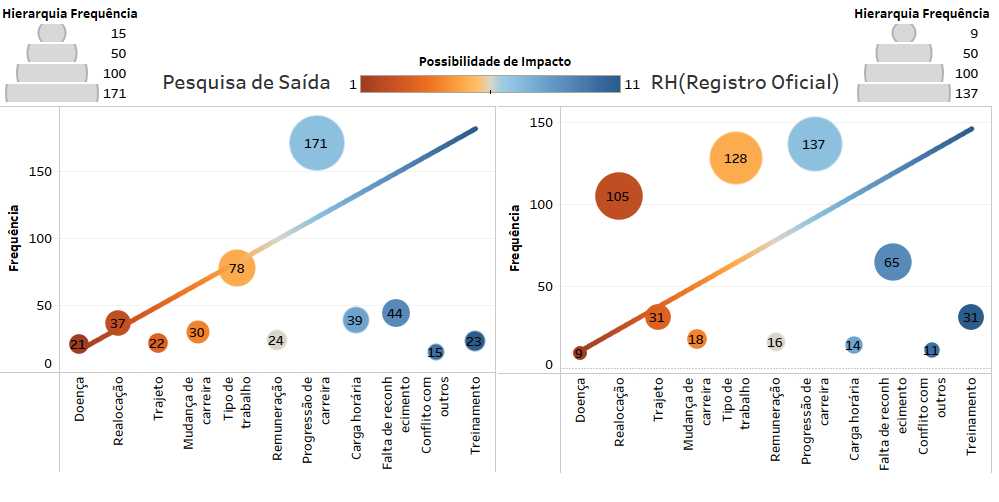 Hierarquia Frequência
15
50
100
171
Pesquisa de Saída
Possibilidade de Impacto
1
11
RH(Registro Oficial)
Hierarquia Frequência
9
50
100
137
Frequência
150
100
50
0
21
37
22
30
78
24
171
39
44
15
23
Doença
Realocação
Trajeto
Mudança de
carreira
Tipo de
trabalho
Remuneração
Progressão de
carreira
Carga horária
Falta de reconh
ecimento
Conflito com
outros
Treinamento
Frequência
150
100
50
0
9
105
31
18
128
16
137
14
65
11
31
Doença
Realocação
Trajeto
Mudança de
carreira
Tipo de
trabalho
Remuneração
Progressão de
carreira
Carga horária
Falta de reconh
ecimento
Conflito com
outros
Treinamento